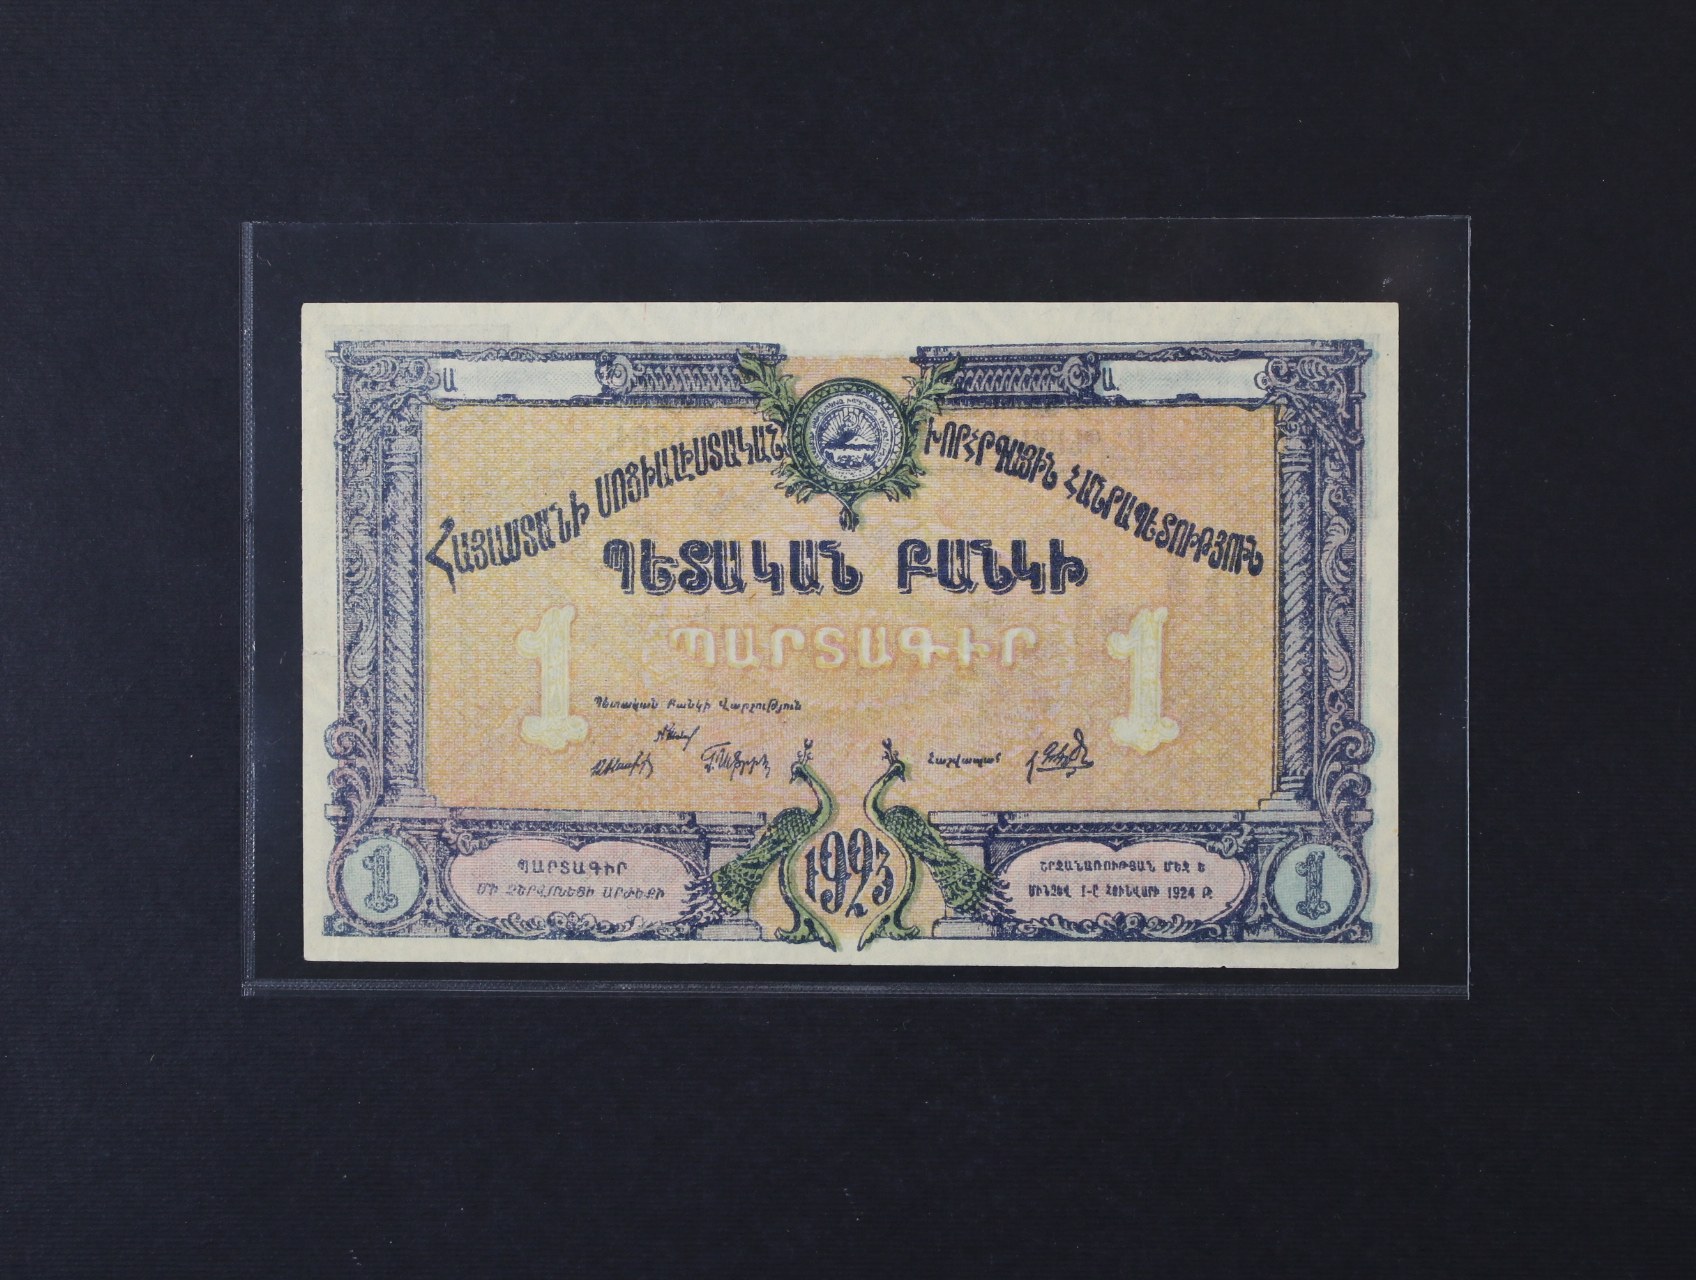 Ա Ա
ՀԱՅԱՍՏԱՆԻ ՍՈՑԻԱԼԻՍՏԱԿԱՆ ԽՈՐՀՐԴԱՅԻՆ ՀԱՆՐԱՊԵՏՈՒԹՅՈՒՆ
ՊԵՏԱԿԱՆ ԲԱՆԿԻ
1 ՊԱՐՏԱԳԻՐ 1
Պետական Բանկի Վարչություն
Հաշվապահ
1 1923 1
ՊԱՐՏԱԳԻՐ
ՄԻ ՉԵՐՎՈՆԵՑԻ ԱՐԺԵՔԻ
ՇՐՋԱՆԱՌՈՒԹՅԱՆ ՄԵՋ Ե
ՄԻՆՉԵՎ 1-Ը ՀՈՒՆՎԱՐԻ 1924 Թ.